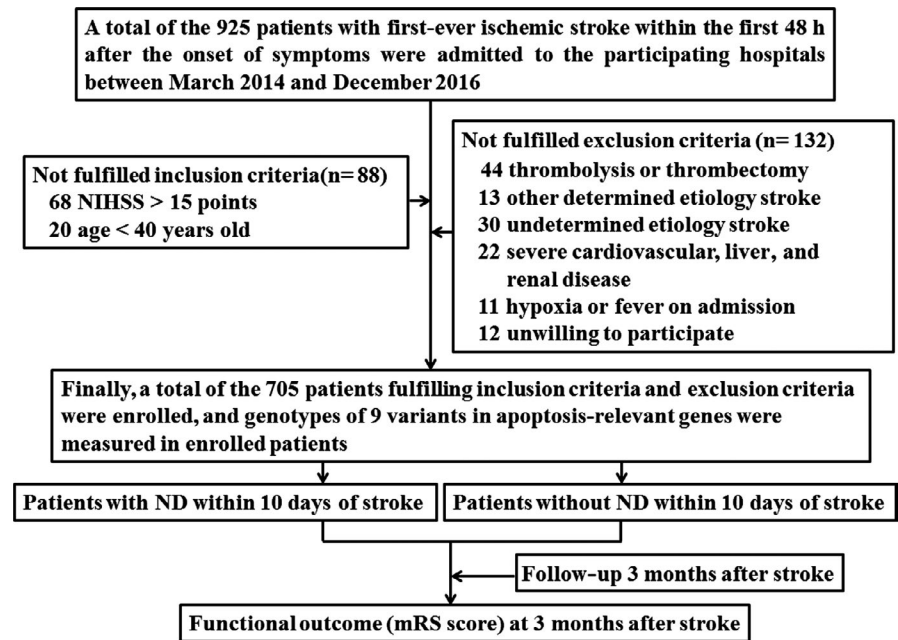 A total of the 925 patients with first-ever ischemic stroke within the first 48 h
after the onset of symptoms were admitted to the participating hospitals
between March 2014 and December 2016
Not fulfilled inclusion criteria(n= 88)
68 NIHSS > 15 points
20 age < 40 years old
Not fulfilled exclusion criteria (n= 132)
44 thrombolysis or thrombectomy
13 other determined etiology stroke
30 undetermined etiology stroke
22 severe cardiovascular, liver, and
renal disease
11 hypoxia or fever on admission
12 unwilling to participate
Finally, a total of the 705 patients fulfilling inclusion criteria and exclusion criteria
were enrolled, and genotypes of 9 variants in apoptosis-relevant genes were
measured in enrolled patients
Patients with ND within 10 days of stroke
Patients without ND within 10 days of stroke
Follow-up 3 months after stroke
Functional outcome (mRS score) at 3 months after stroke